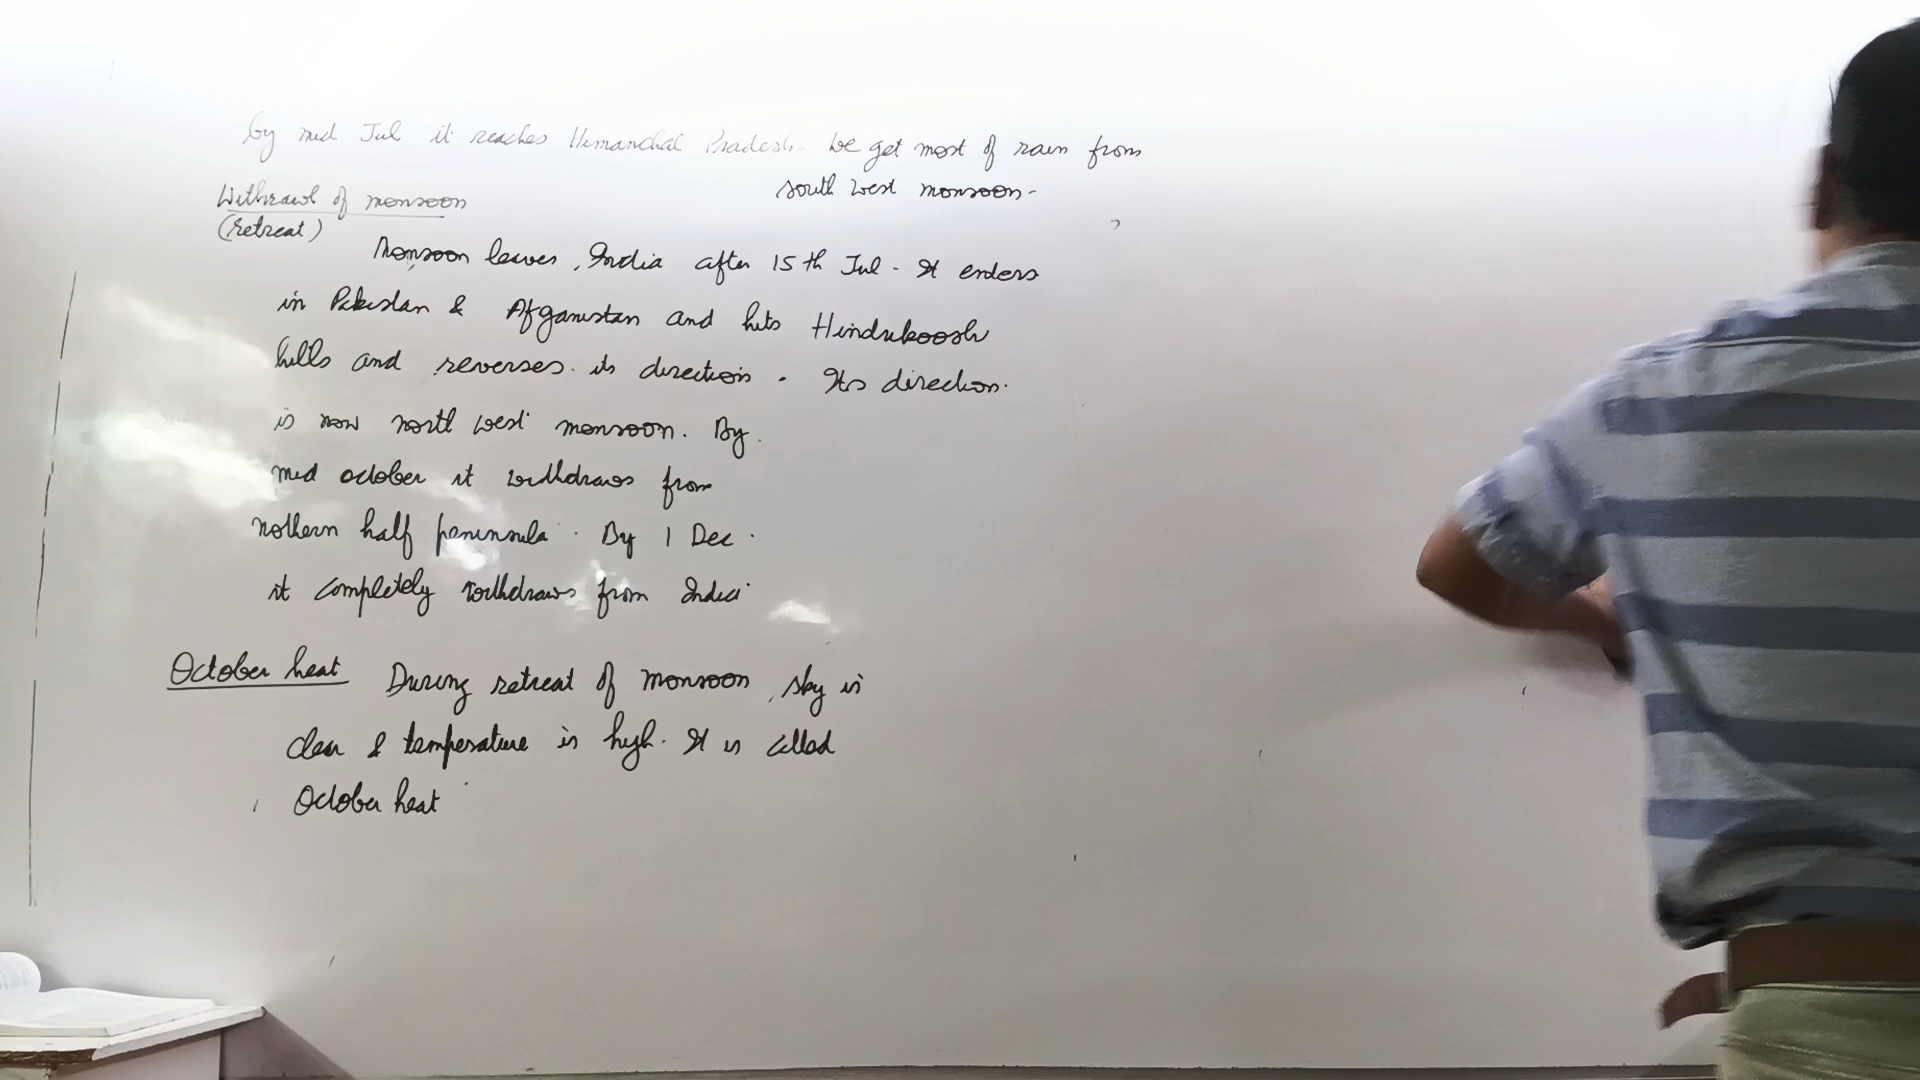 by mid Jul it reaches Himanchal Pradesh. We get most of rain from
south west monsoon -
Withrawl of monsoon
(retreat)
Monsoon leaves, India after 15 th Jul - It enders
in Pakistan & Afganistan and hits Hindukoosh
hills and reverses its direction. Its direction
is now north west monsoon. By
mid october it withdraws from
nothern half peninsula. By 1 Dec
it completely withdraws from India
October heat During retreat of monsoon, sky is
clear & temperature is high. It is called
October heat